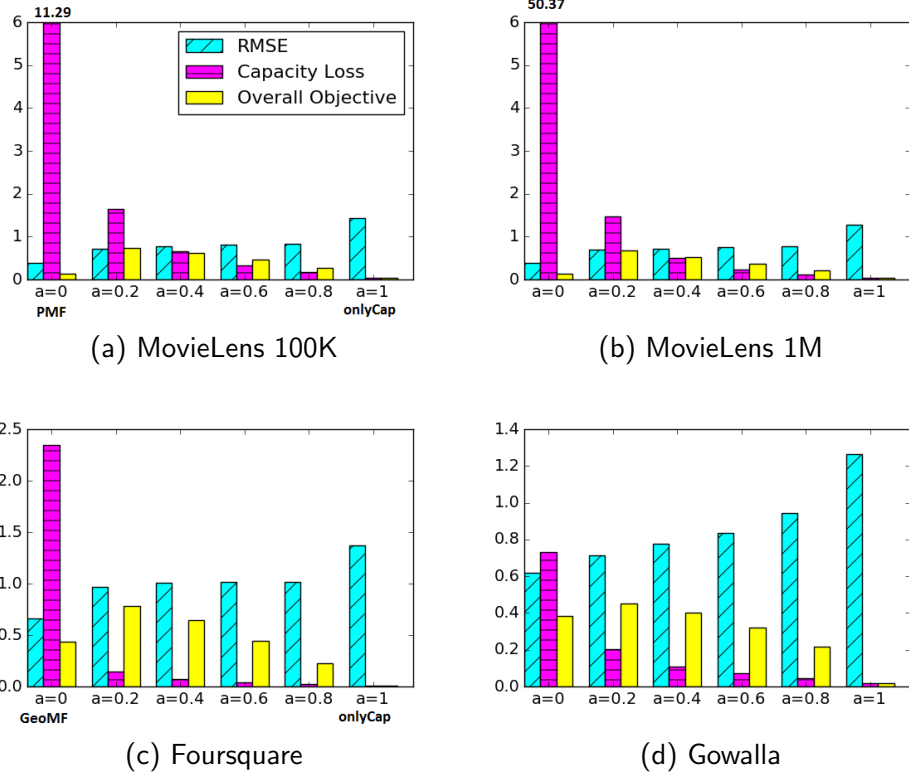 11.29
6
5
4
3
2
1
0
RMSE
Capacity Loss
Overall Objective
a=0 a=0.2 a=0.4 a=0.6 a=0.8 a=1
PMF onlyCap
(a) MovieLens 100K
50.37
6
5
4
3
2
1
0
a=0 a=0.2 a=0.4 a=0.6 a=0.8 a=1
(b) MovieLens 1M
2.5
2.0
1.5
1.0
0.5
0.0
a=0 a=0.2 a=0.4 a=0.6 a=0.8 a=1
GeoMF onlyCap
(c) Foursquare
1.4
1.2
1.0
0.8
0.6
0.4
0.2
0.0
a=0 a=0.2 a=0.4 a=0.6 a=0.8 a=1
(d) Gowalla